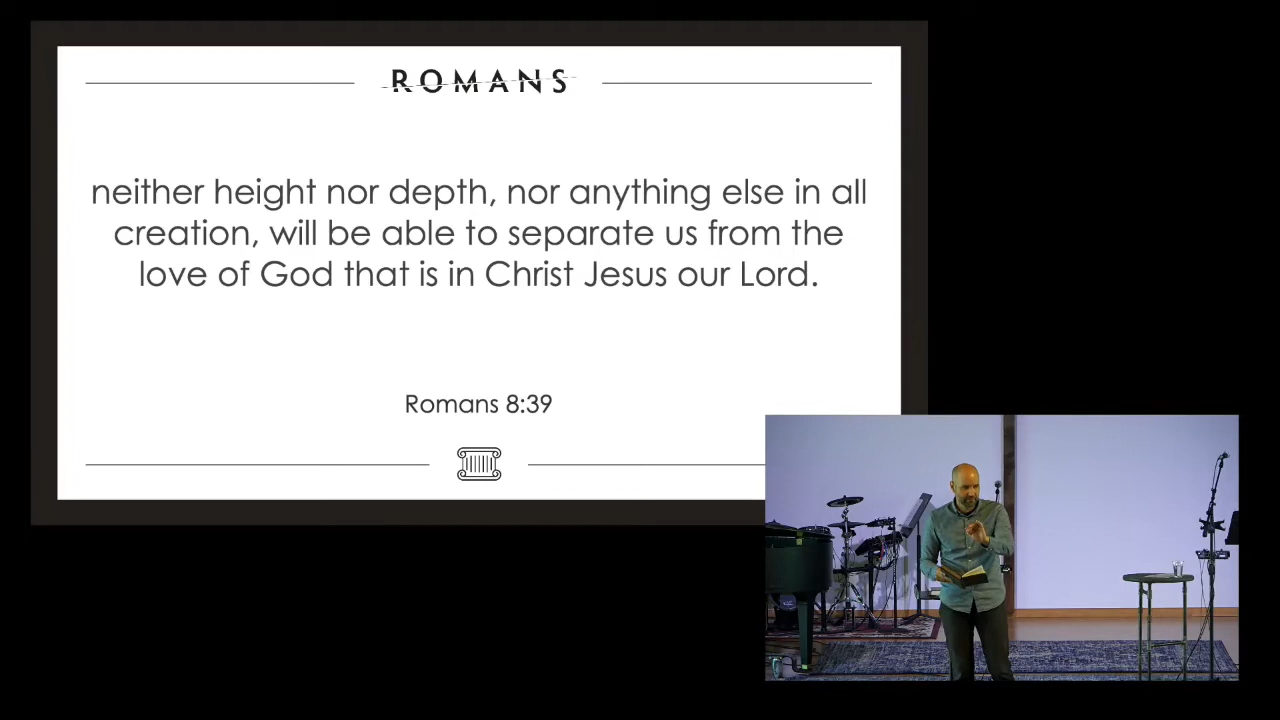 ROMANS
neither height nor depth, nor anything else in all
creation, will be able to separate us from the
love of God that is in Christ Jesus our Lord.
Romans 8:39